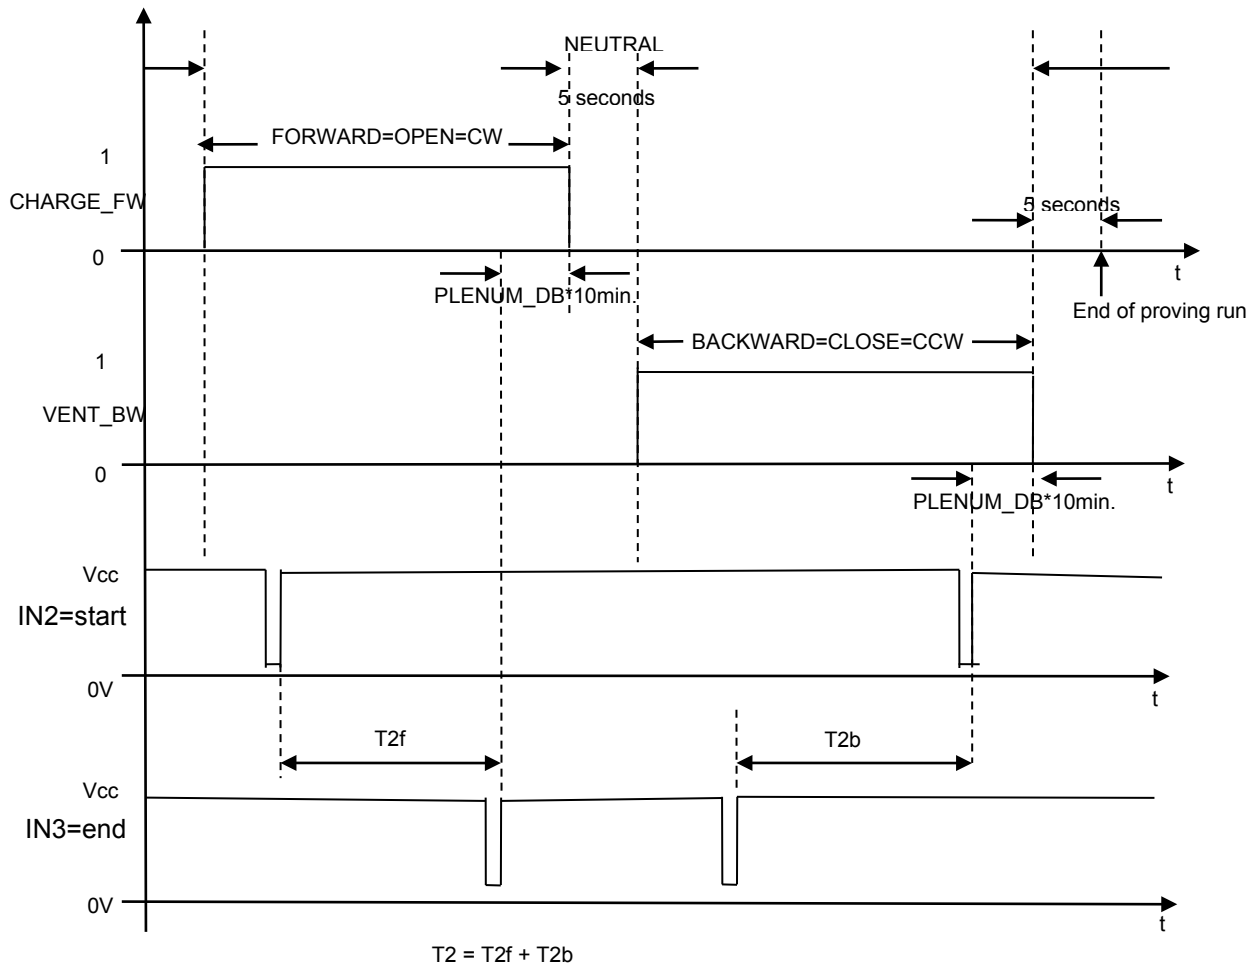 NEUTRAL
5 seconds
FORWARD=OPEN=CW
1
CHARGE_FW
5 seconds
0
t
PLENUM_DB*10min.
End of proving run
BACKWARD=CLOSE=CCW
1
VENT_BW
0
t
PLENUM_DB*10min.
Vcc
IN2=start
0V
t
T2f
T2b
Vcc
IN3=end
0V
t
T2 = T2f + T2b